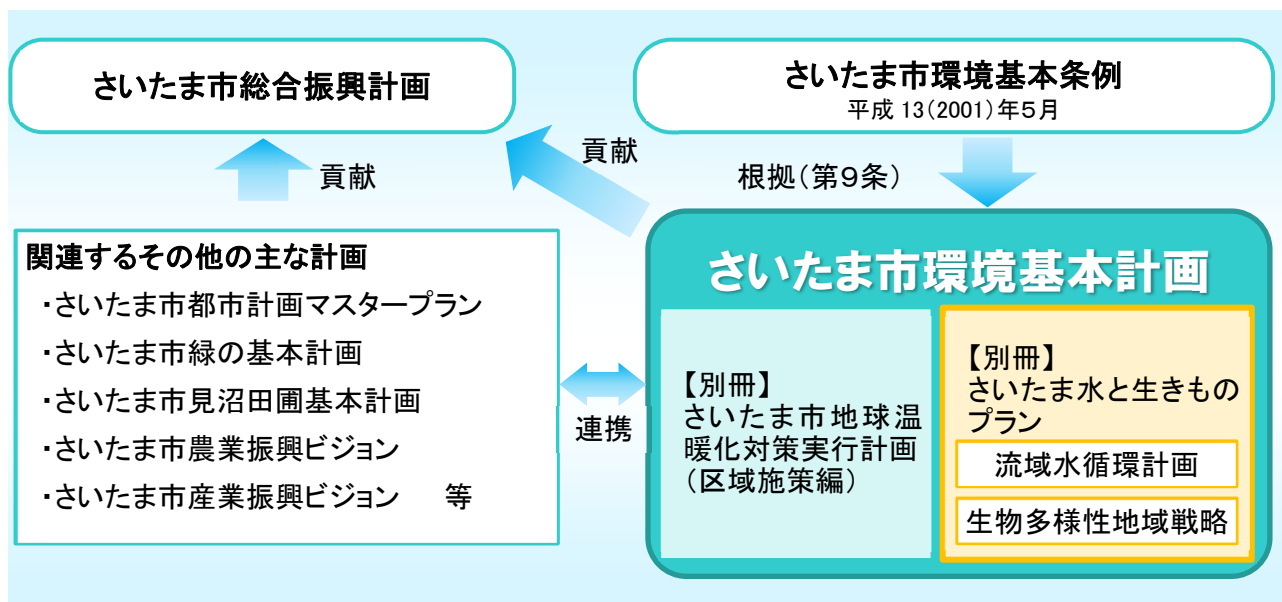 さいたま市総合振興計画
さいたま市環境基本条例
平成 13(2001)年5月
貢献
貢献
根拠(第9条)
関連するその他の主な計画
・さいたま市都市計画マスタープラン
・さいたま市緑の基本計画
・さいたま市見沼田圃基本計画
・さいたま市農業振興ビジョン
・さいたま市産業振興ビジョン　等
連携
さいたま市環境基本計画
【別冊】
さいたま市地球温
暖化対策実行計画
(区域施策編)
【別冊】
さいたま水と生きもの
プラン
流域水循環計画
生物多様性地域戦略